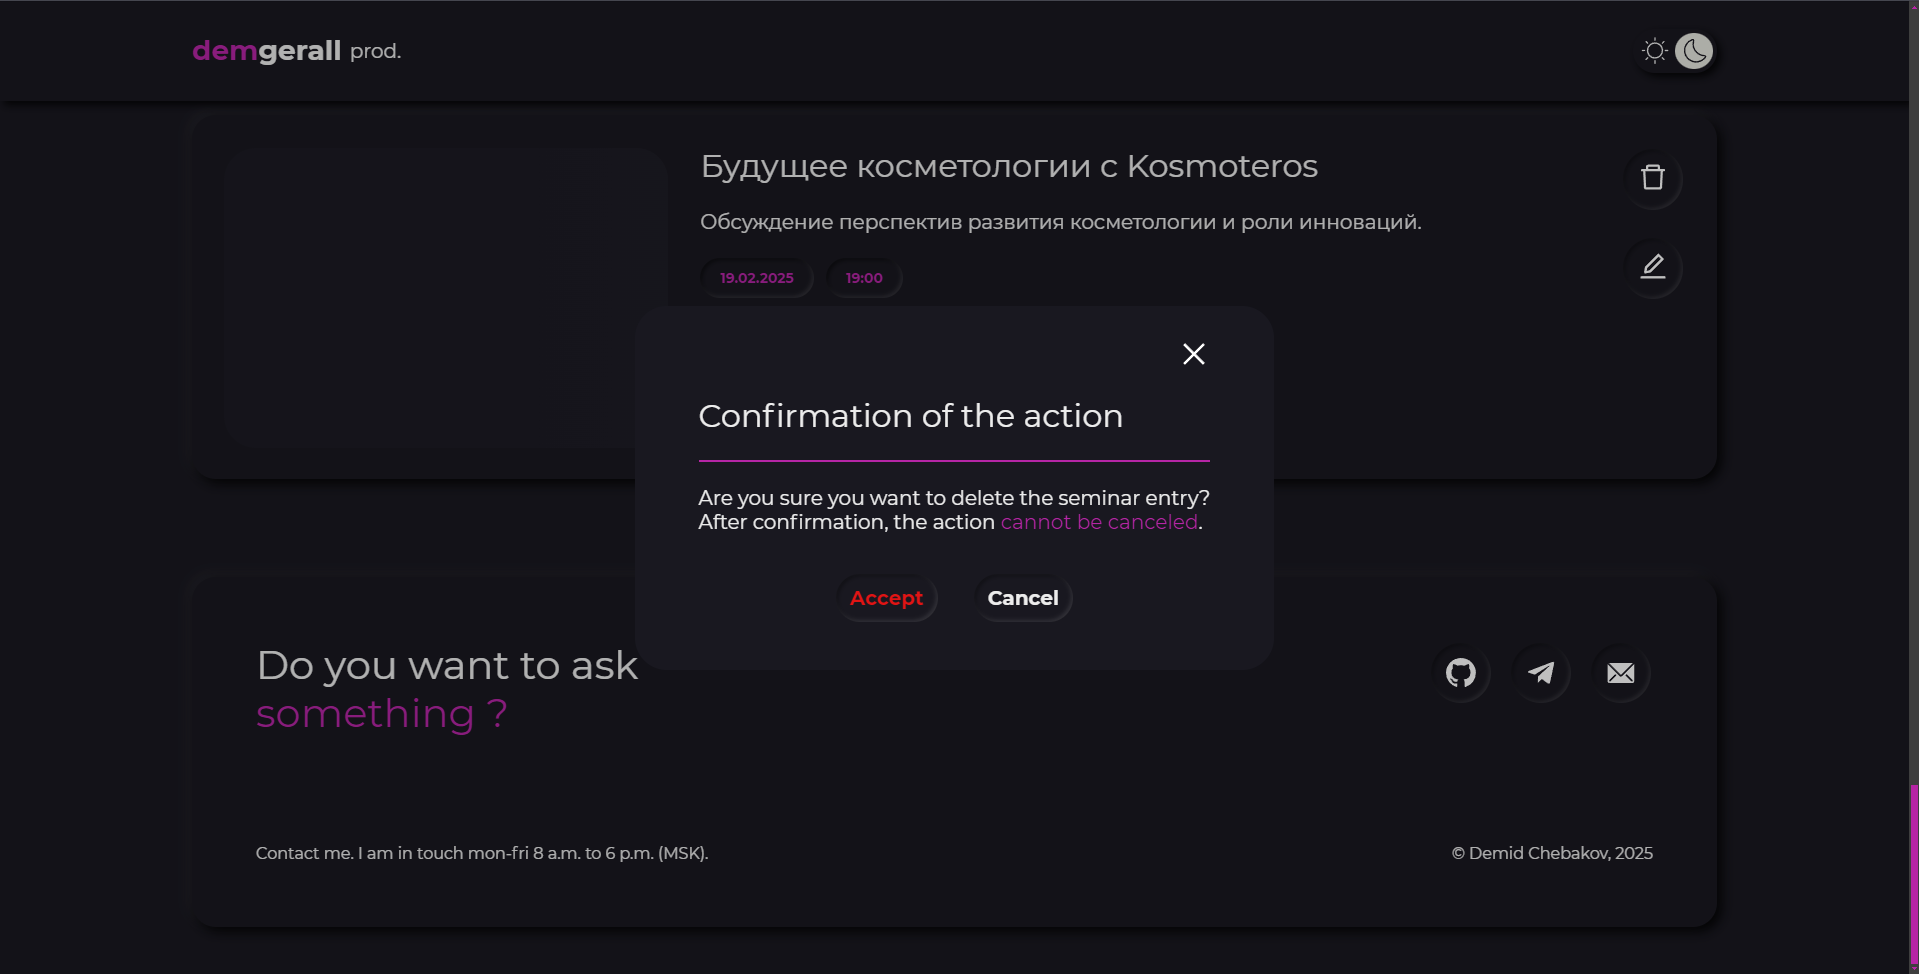 demgerall prod.
Будущее косметологии с Kosmoteros
Обсуждение перспектив развития косметологии и роли инноваций.
19.02.2025 19:00
Confirmation of the action
Are you sure you want to delete the seminar entry?
After confirmation, the action cannot be canceled.
Accept Cancel
Do you want to ask
something ?
Contact me. I am in touch mon-fri 8 a.m. to 6 p.m. (MSK).
© Demid Chebakov, 2025